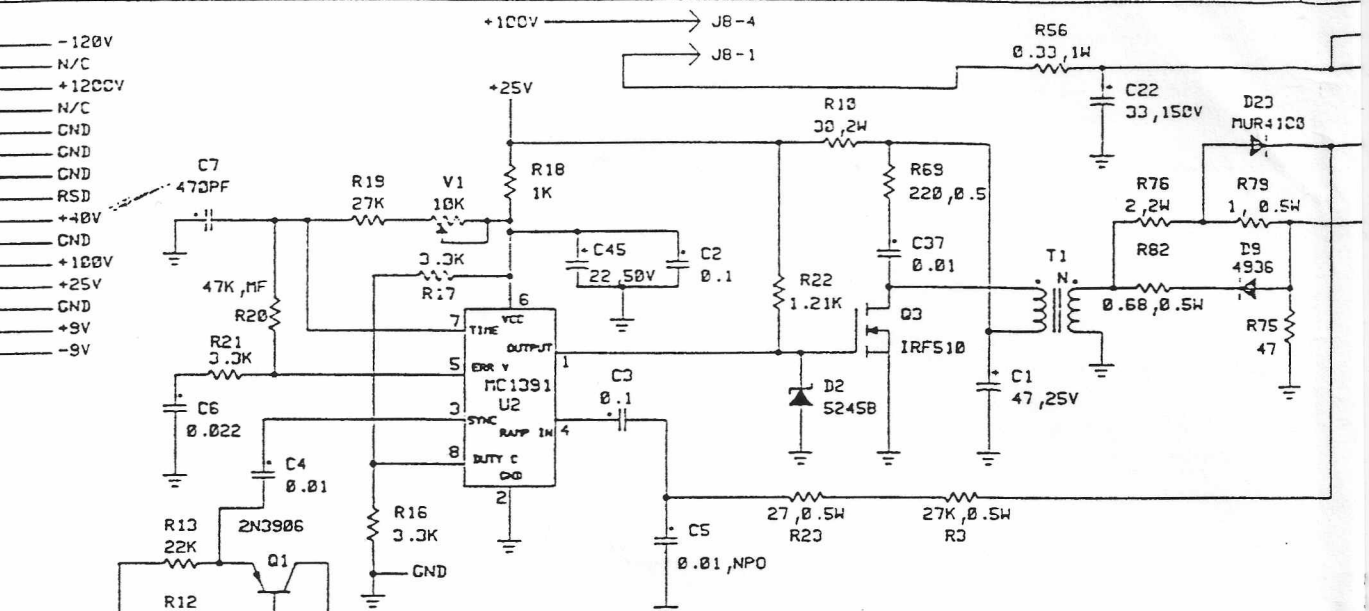 +100V
J8-4
J8-1
R56
0.33,1W
-120V
N/C
+1200V
N/C
GND
GND
GND
RSD
+40V
GND
+100V
+25V
GND
+9V
-9V
+25V
C22
33,150V
D23
MUR4100
R10
30,2W
C7
470PF
R19
27K
V1
10K
R18
1K
R69
220,0.5
R76
2,2W
R79
1, 0.5W
3.3K
R17
C45
22,50V
C2
0.1
C37
0.01
T1
N
R82
0.68,0.5W
D9
4936
47K,MF
R20
R22
1.21K
6
VCC
7
TIME
OUTPUT
1
Q3
IRF510
R75
47
R21
3.3K
5
ERR V
MC1391
U2
C3
0.1
D2
5245B
C1
47,25V
C6
0.022
3
SYNC
RAMP IN
4
8
DUTY C
GND
2
C4
0.01
R13
22K
2N3906
Q1
R16
3.3K
GND
27,0.5W
R23
27K,0.5W
R3
C5
0.01,NPO
R12